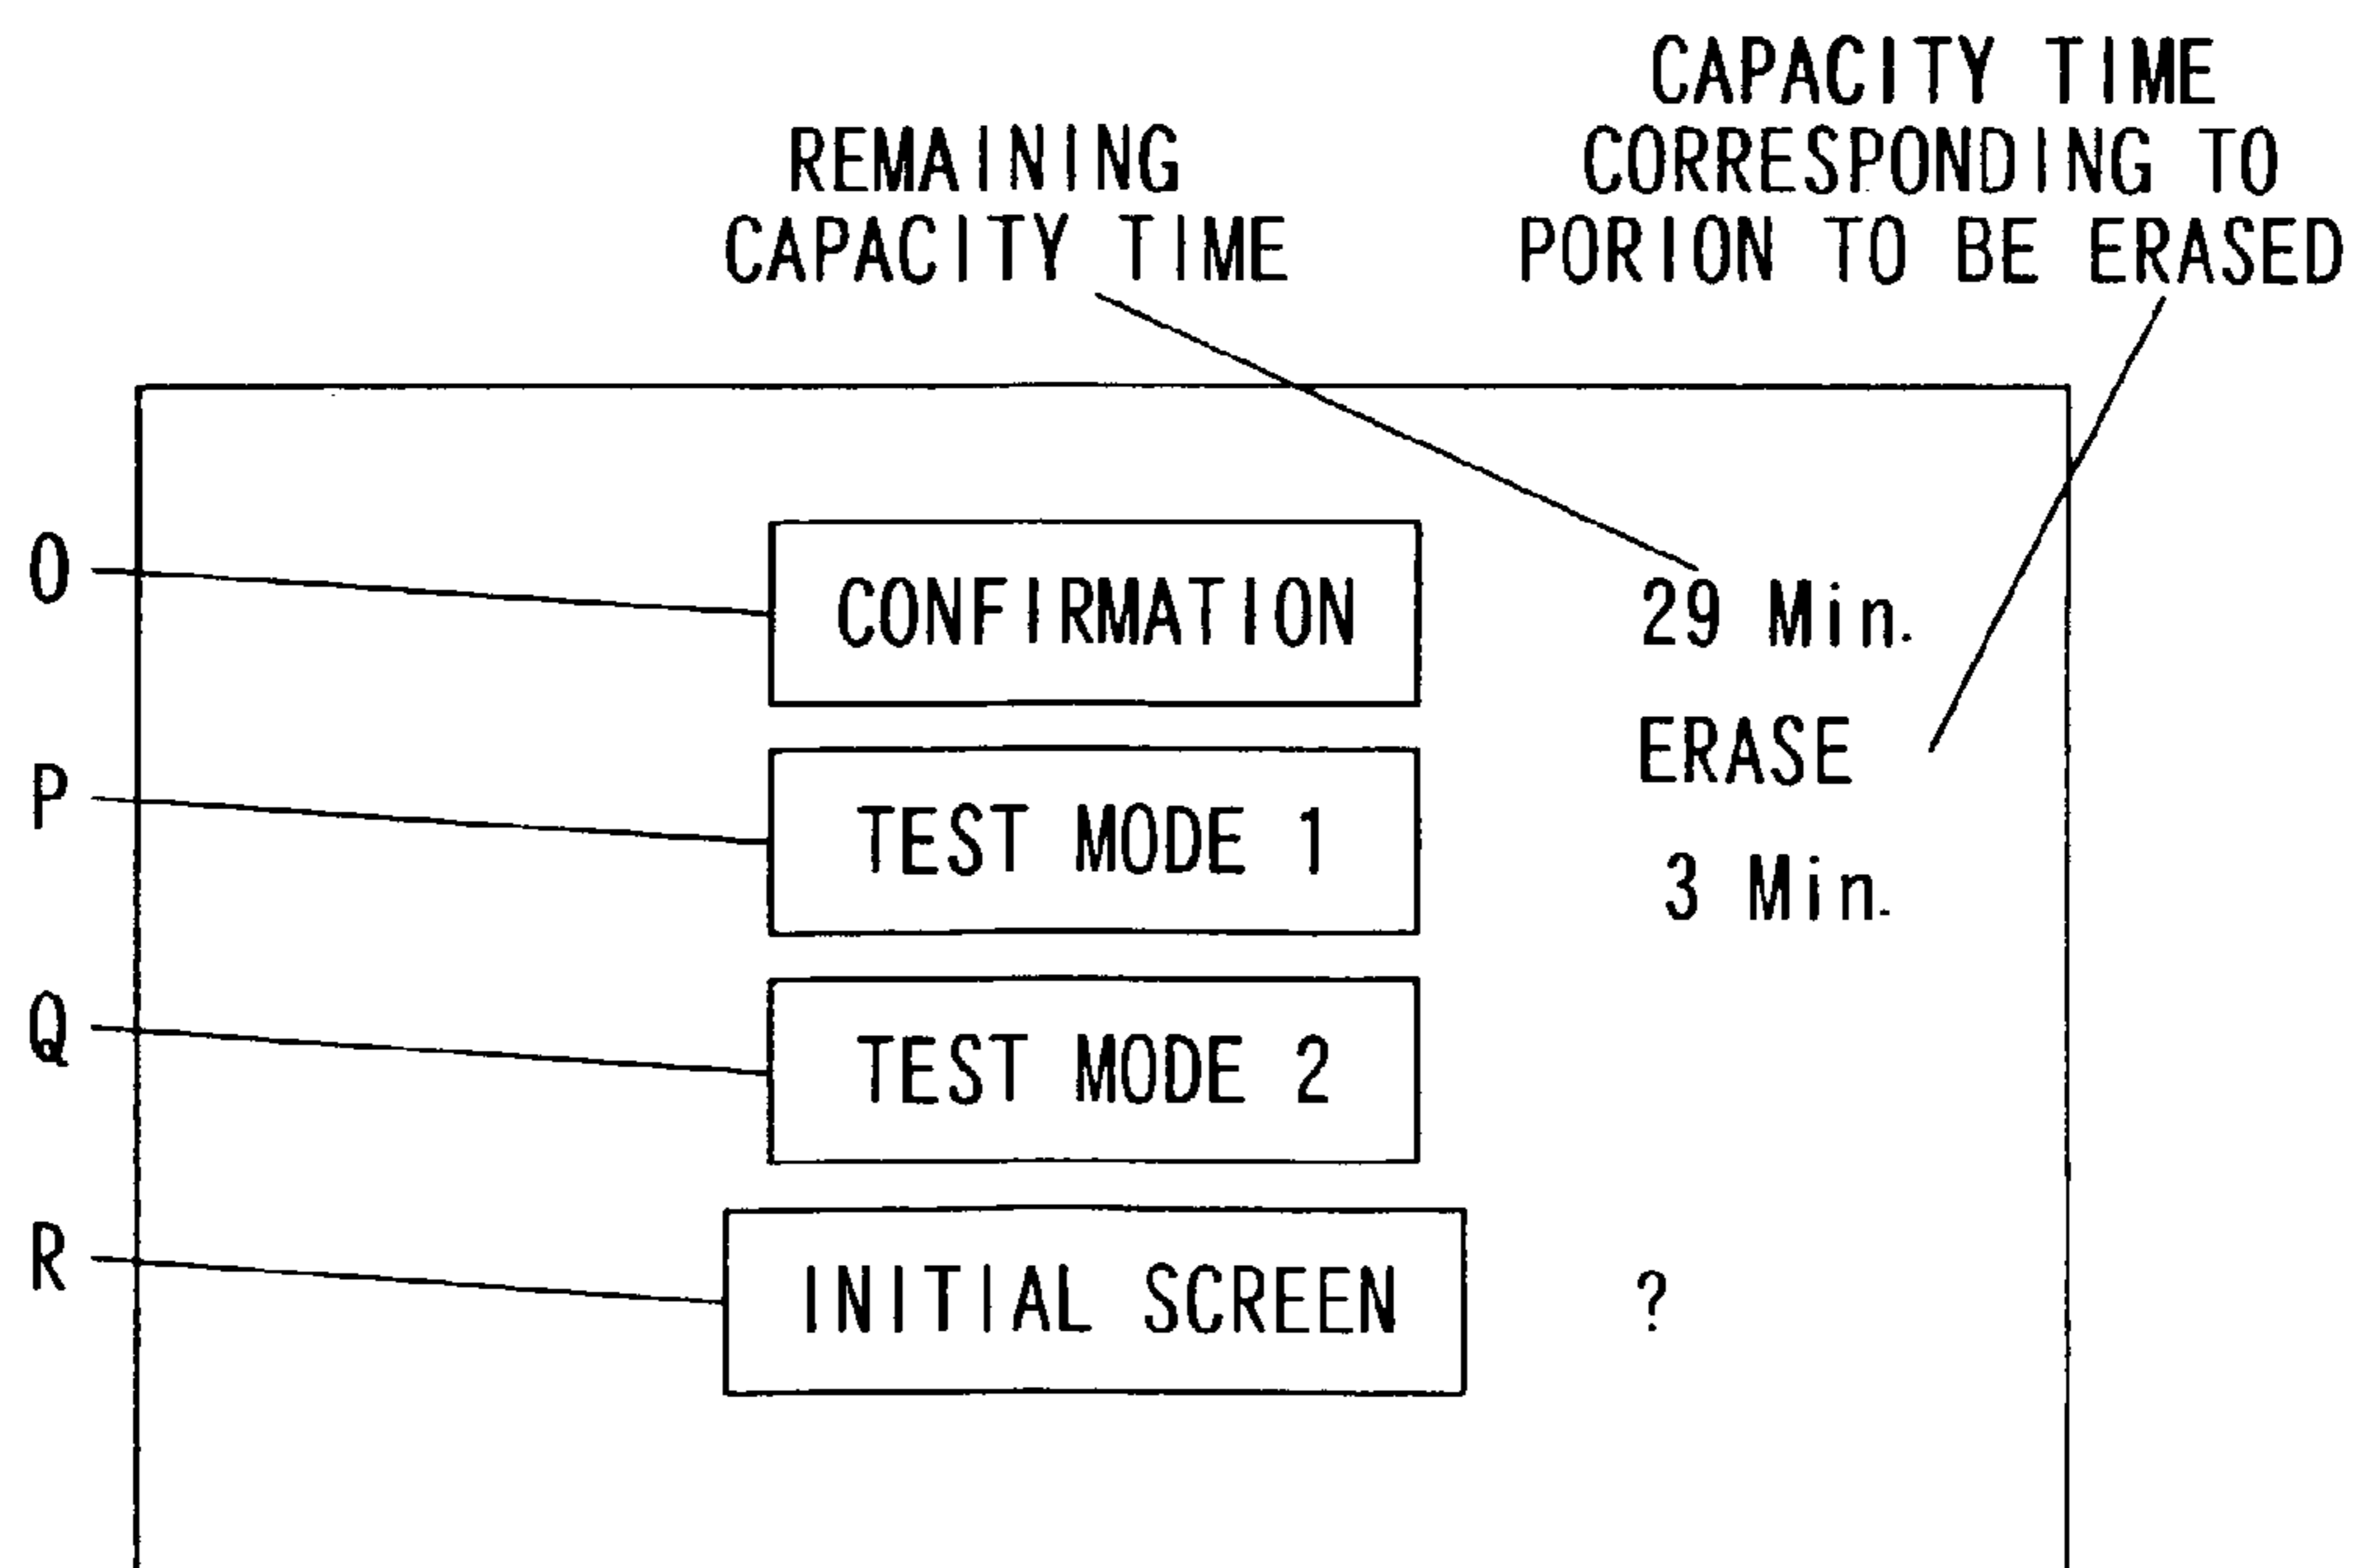 CAPACITY TIME
REMAINING CORRESPONDING TO
CAPACITY TIME PORION TO BE ERASED
O CONFIRMATION 29 Min.
ERASE
P TEST MODE 1
3 Min.
Q TEST MODE 2
R INITIAL SCREEN ?